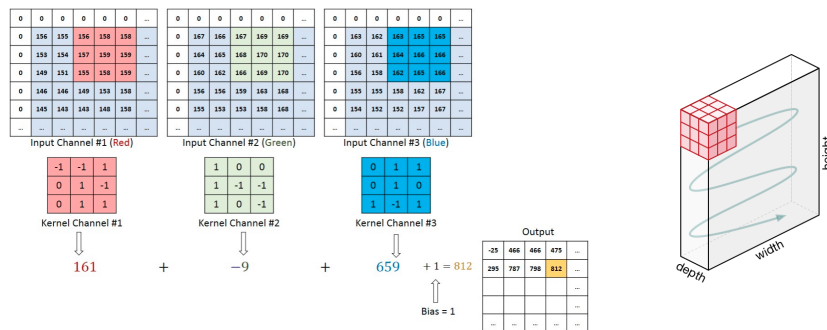 0 0 0 0 0 0 ...
0 156 155 156 158 158 ...
0 153 154 157 159 159 ...
0 149 151 155 158 159 ...
0 146 146 149 153 158 ...
0 145 143 143 148 158 ...
... ... ... ... ... ... ...
Input Channel #1 (Red)
0 0 0 0 0 0 ...
0 167 166 167 169 169 ...
0 164 165 168 170 170 ...
0 160 162 166 169 170 ...
0 156 156 159 163 168 ...
0 155 153 153 158 168 ...
... ... ... ... ... ... ...
Input Channel #2 (Green)
0 0 0 0 0 0 ...
0 163 162 163 165 165 ...
0 160 161 164 166 166 ...
0 156 158 162 165 166 ...
0 155 155 158 162 167 ...
0 154 152 152 157 167 ...
... ... ... ... ... ... ...
Input Channel #3 (Blue)
-1 -1 1
0 1 -1
0 1 1
Kernel Channel #1
1 0 0
1 -1 -1
1 0 -1
Kernel Channel #2
0 1 1
0 1 0
1 -1 1
Kernel Channel #3
161 + −9 + 659 + 1 = 812
Bias = 1
Output
-25 466 466 475 ...
295 787 798 812 ...
...
...
... ... ... ... ...
height
width
depth